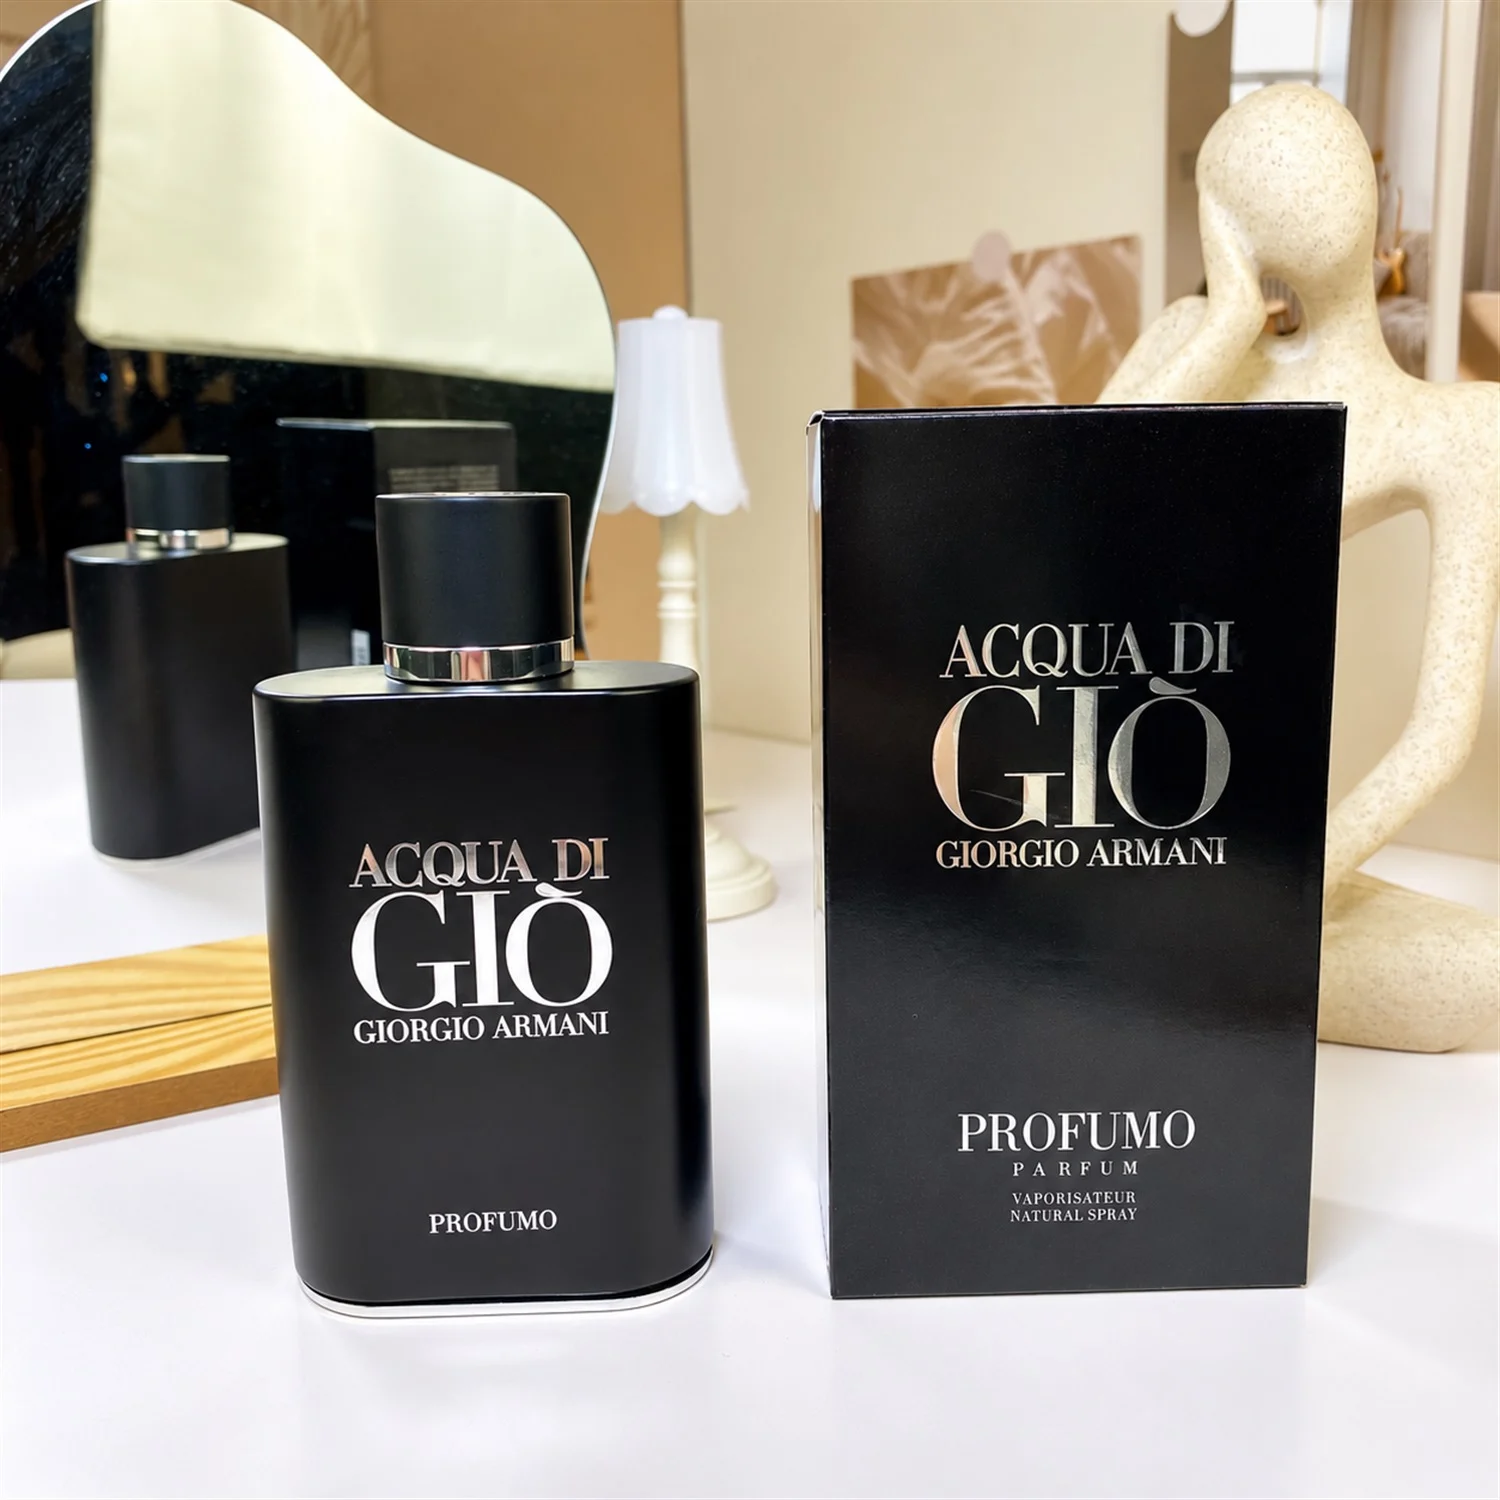 ACQUA DI
GIÒ
GIORGIO ARMANI
PROFUMO
ACQUA DI
GIÒ
GIORGIO ARMANI
PROFUMO
PARFUM
VAPORISATEUR
NATURAL SPRAY